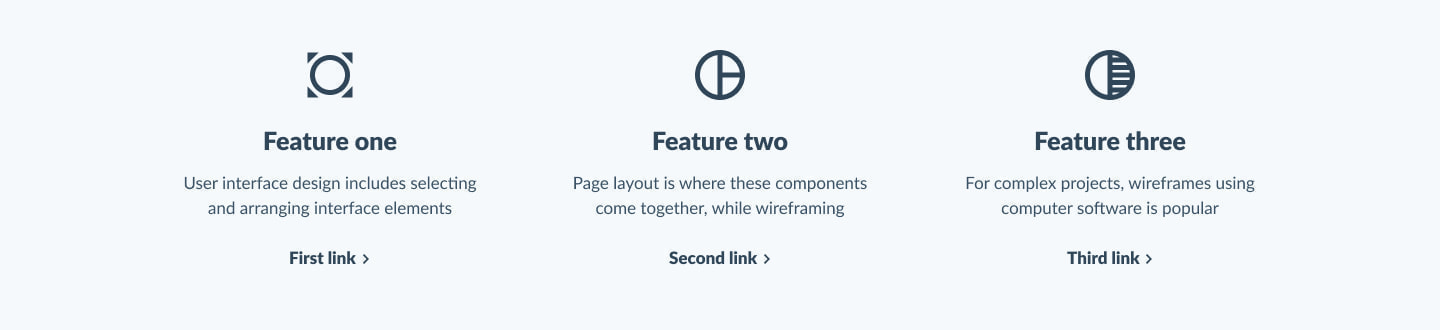 Feature one
User interface design includes selecting
and arranging interface elements
First link
Feature two
Page layout is where these components
come together, while wireframing
Second link
Feature three
For complex projects, wireframes using
computer software is popular
Third link